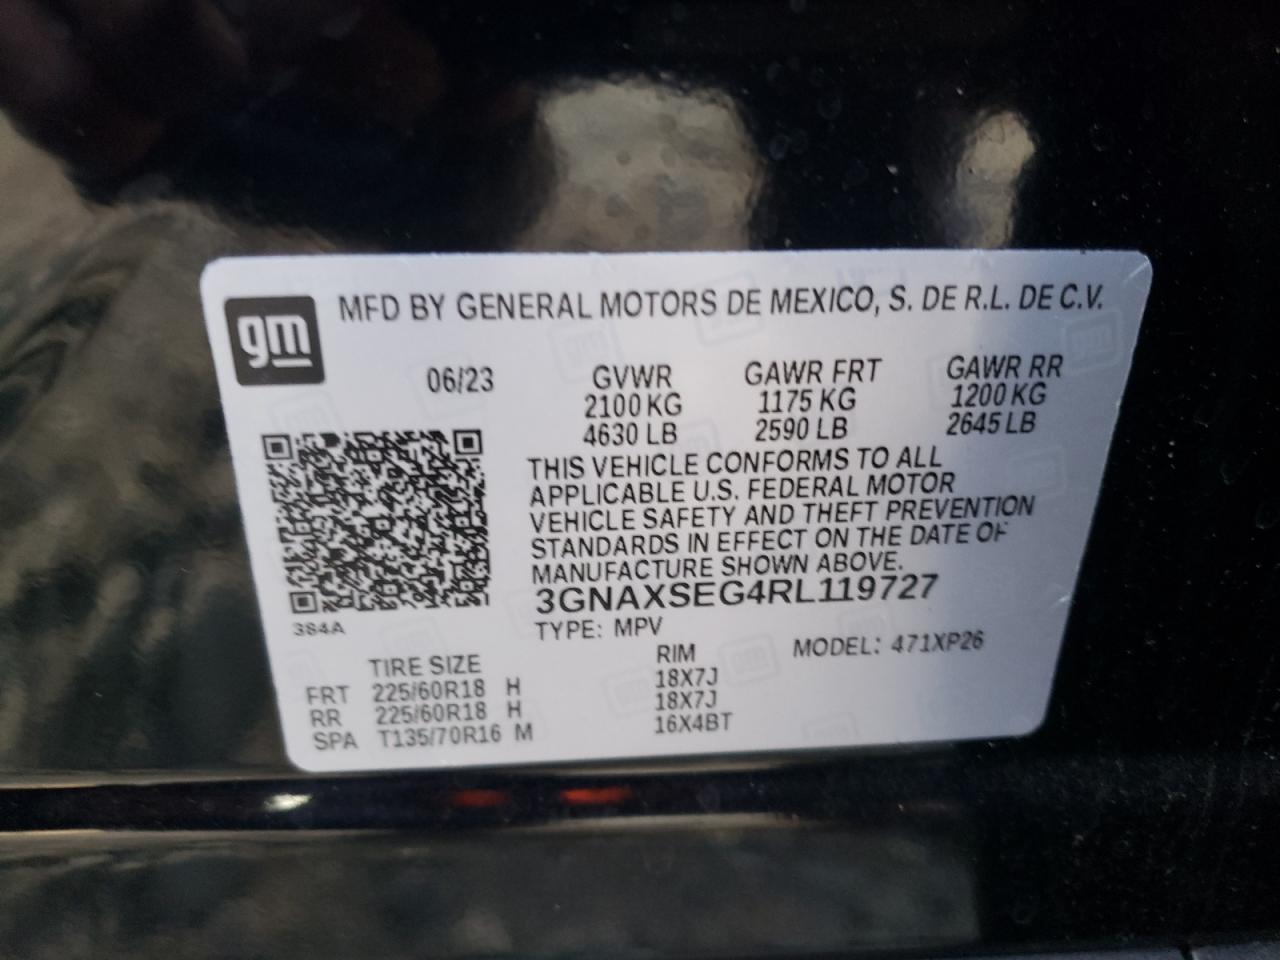 gm
MFD BY GENERAL MOTORS DE MEXICO, S. DE R.L. DE C.V.
06/23 GVWR GAWR FRT GAWR RR
2100 KG 1175 KG 1200 KG
4630 LB 2590 LB 2645 LB
THIS VEHICLE CONFORMS TO ALL
APPLICABLE U.S. FEDERAL MOTOR
VEHICLE SAFETY AND THEFT PREVENTION
STANDARDS IN EFFECT ON THE DATE OF
MANUFACTURE SHOWN ABOVE.
3GNAXSEG4RL119727
384A
TYPE: MPV
MODEL: 471XP26
TIRE SIZE RIM
FRT 225/60R18 H 18X7J
RR 225/60R18 H 18X7J
SPA T135/70R16 M 16X4BT